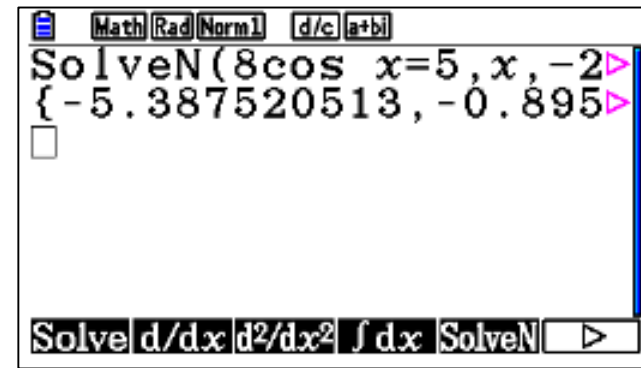 Math Rad Norm1 d/c a+bi
SolveN(8cos x=5,x,-2
{-5.387520513,-0.895
Solve d/dx d²/dx² ∫dx SolveN ▷